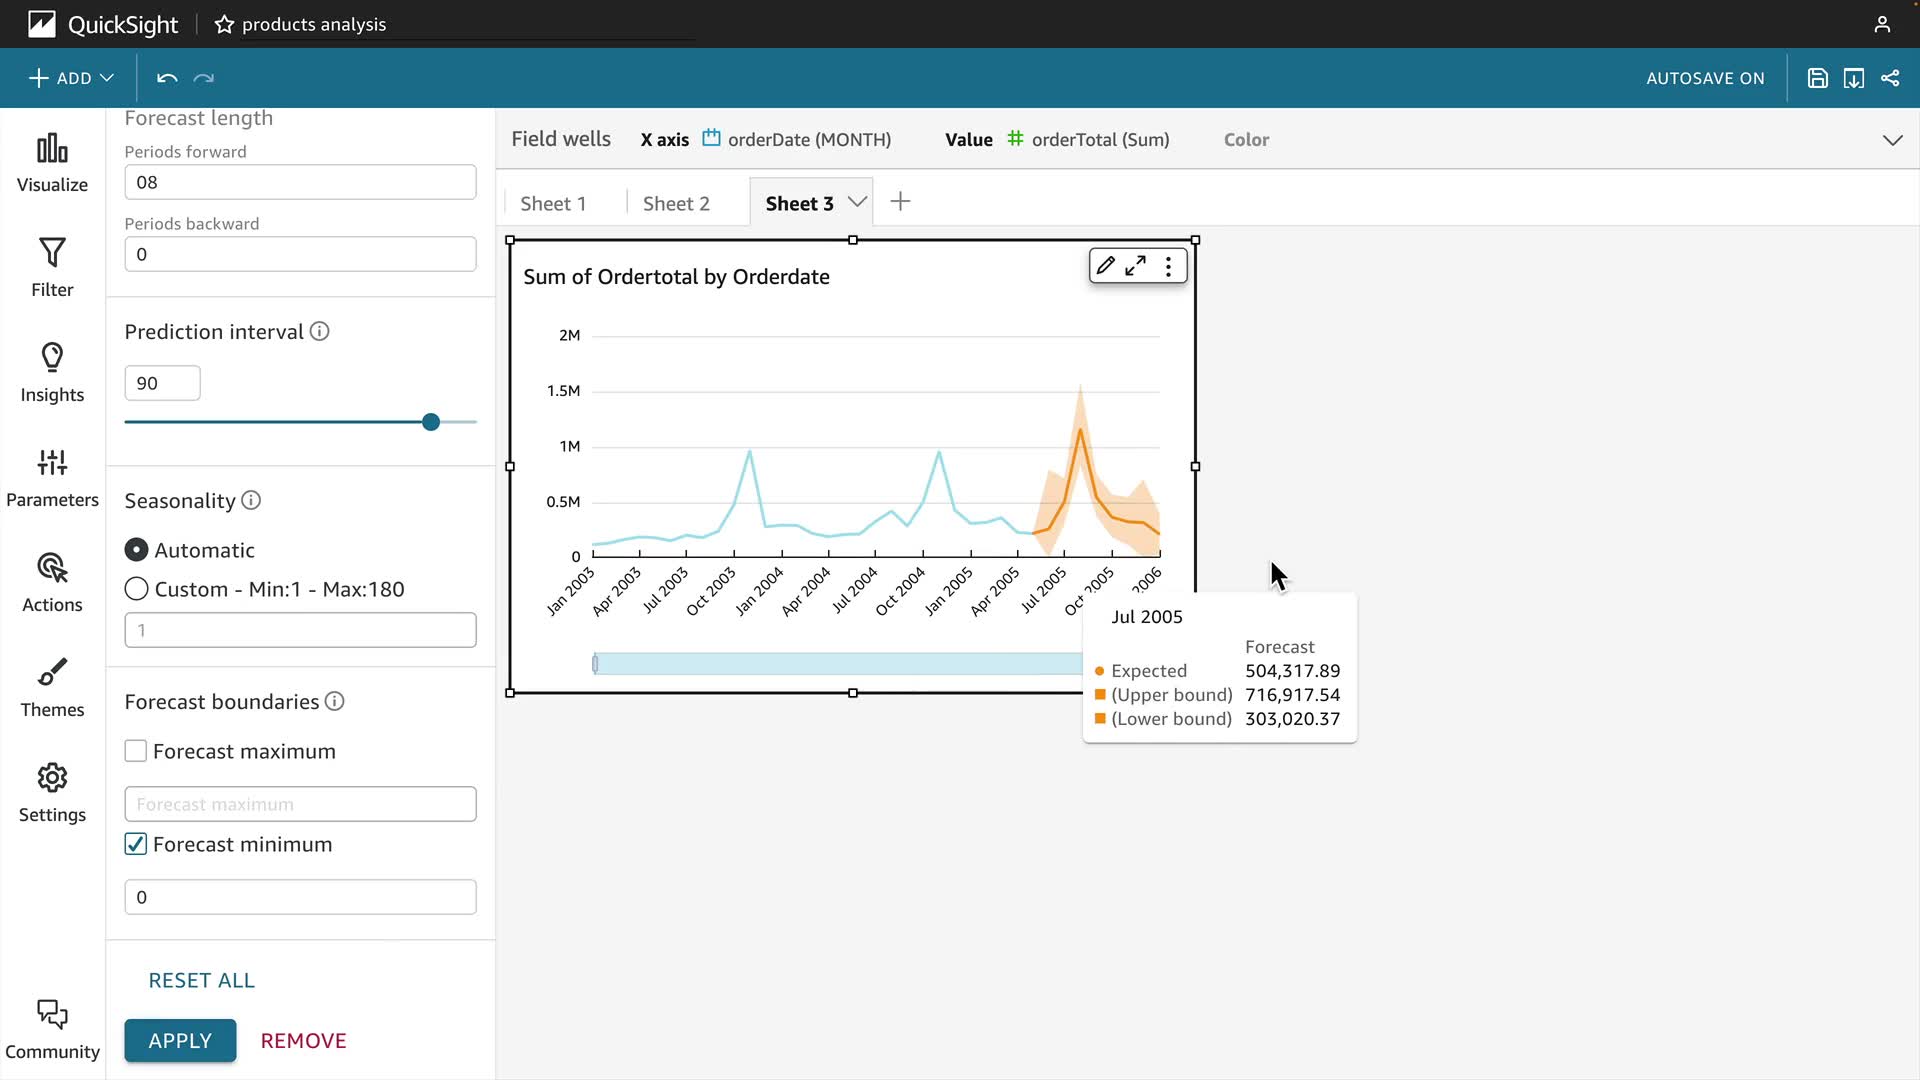 QuickSight
products analysis
ADD
AUTOSAVE ON
Visualize
Filter
Insights
Parameters
Actions
Themes
Settings
Community
Forecast length
Periods forward
08
Periods backward
0
Prediction interval
90
Seasonality
Automatic
Custom - Min:1 - Max:180
1
Forecast boundaries
Forecast maximum
Forecast maximum
Forecast minimum
0
RESET ALL
APPLY REMOVE
Field wells X axis orderDate (MONTH) Value orderTotal (Sum) Color
Sheet 1 Sheet 2 Sheet 3
Sum of Ordertotal by Orderdate
2M
1.5M
1M
0.5M
0
Jan 2003 Apr 2003 Jul 2003 Oct 2003 Jan 2004 Apr 2004 Jul 2004 Oct 2004 Jan 2005 Apr 2005 Jul 2005 Oct 2005 2006
Jul 2005
Forecast
Expected 504,317.89
(Upper bound) 716,917.54
(Lower bound) 303,020.37